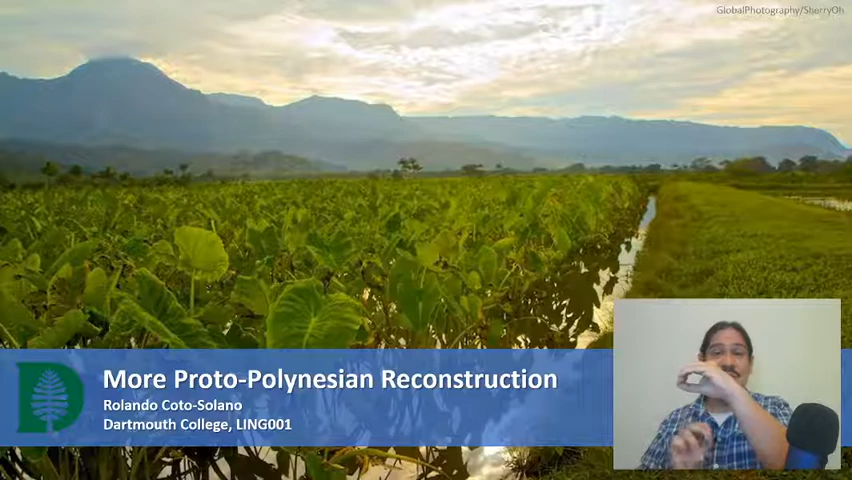 GlobalPhotography/SherryOh
More Proto-Polynesian Reconstruction
Rolando Coto-Solano
Dartmouth College, LING001